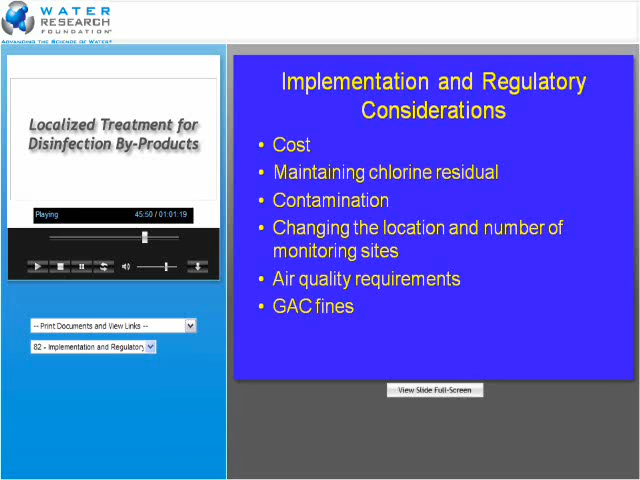 WATER
RESEARCH
FOUNDATION
ADVANCING THE SCIENCE OF WATER®
Localized Treatment for
Disinfection By-Products
Playing 45:50 / 01:01:19
-- Print Documents and View Links --
82 - Implementation and Regulatory
Implementation and Regulatory
Considerations
• Cost
• Maintaining chlorine residual
• Contamination
• Changing the location and number of
monitoring sites
• Air quality requirements
• GAC fines
View Slide Full-Screen